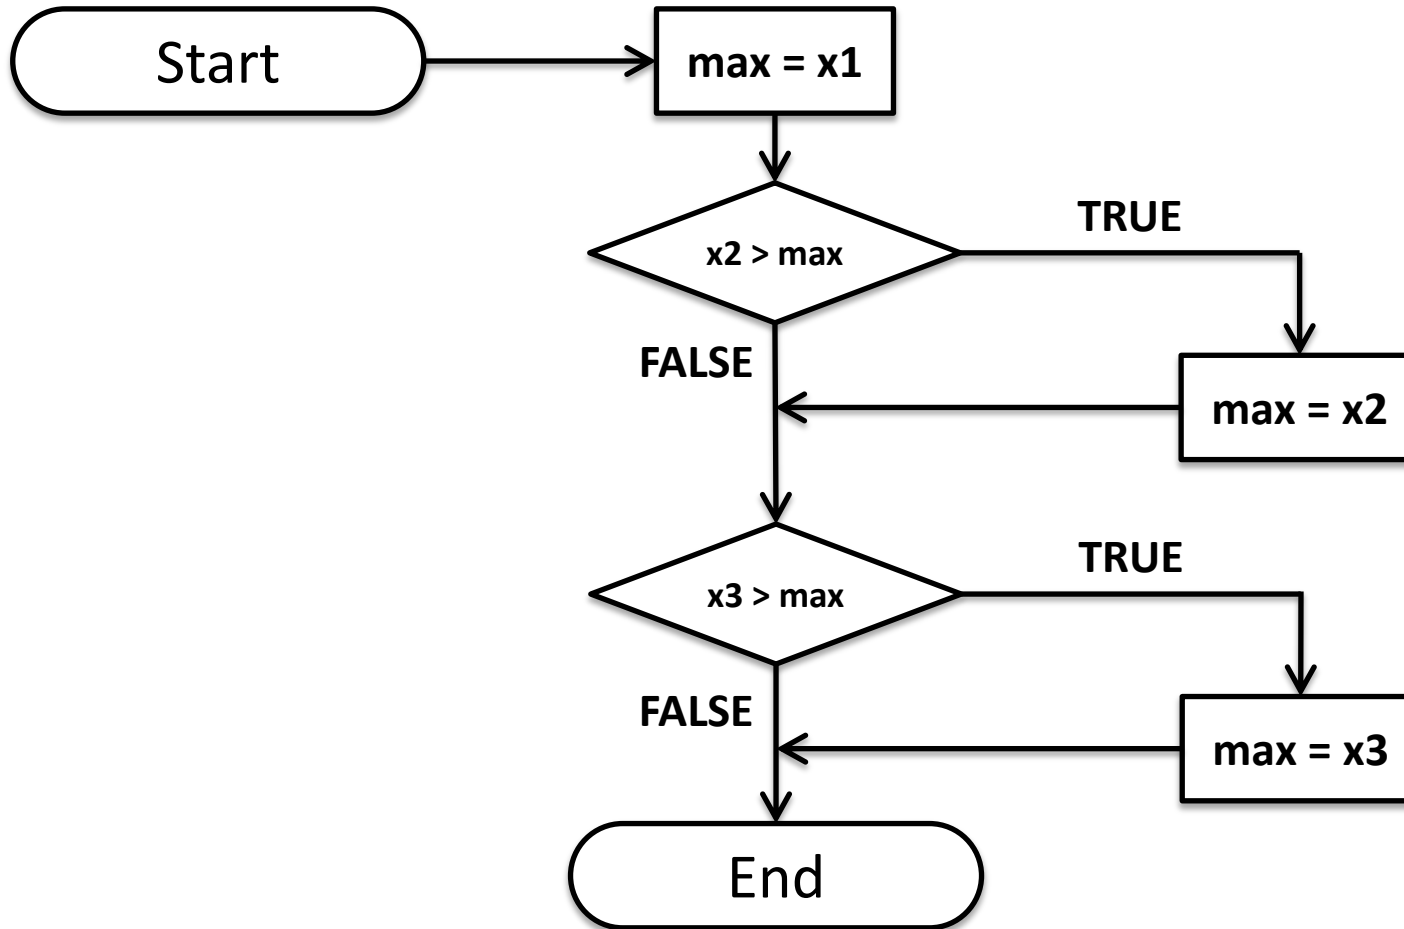 Start
max = x1
x2 > max
TRUE
FALSE
max = x2
x3 > max
TRUE
FALSE
max = x3
End